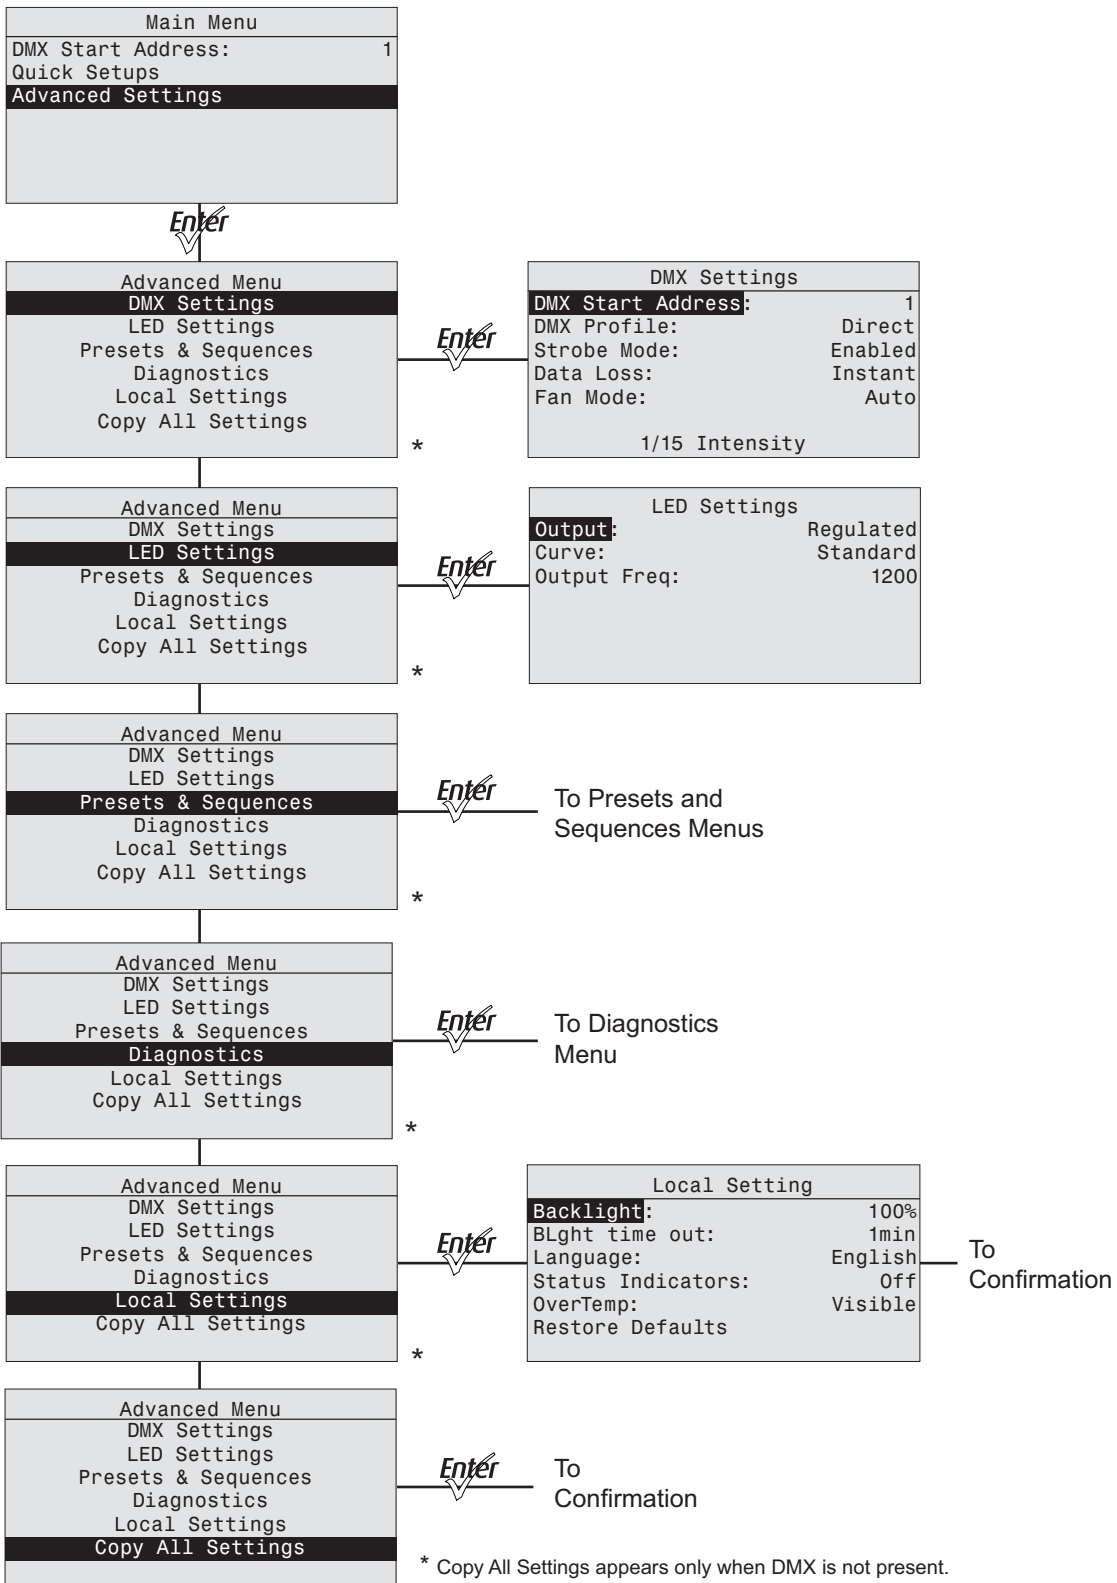 Main Menu
DMX Start Address: 1
Quick Setups
Advanced Settings
Enter
Advanced Menu
DMX Settings
LED Settings
Presets & Sequences
Diagnostics
Local Settings
Copy All Settings
*
Enter
DMX Settings
DMX Start Address: 1
DMX Profile: Direct
Strobe Mode: Enabled
Data Loss: Instant
Fan Mode: Auto
1/15 Intensity
Advanced Menu
DMX Settings
LED Settings
Presets & Sequences
Diagnostics
Local Settings
Copy All Settings
*
Enter
LED Settings
Output: Regulated
Curve: Standard
Output Freq: 1200
Advanced Menu
DMX Settings
LED Settings
Presets & Sequences
Diagnostics
Local Settings
Copy All Settings
*
Enter
To Presets and
Sequences Menus
Advanced Menu
DMX Settings
LED Settings
Presets & Sequences
Diagnostics
Local Settings
Copy All Settings
*
Enter
To Diagnostics
Menu
Advanced Menu
DMX Settings
LED Settings
Presets & Sequences
Diagnostics
Local Settings
Copy All Settings
*
Enter
Local Setting
Backlight: 100%
BLght time out: 1min
Language: English
Status Indicators: Off
OverTemp: Visible
Restore Defaults
To
Confirmation
Advanced Menu
DMX Settings
LED Settings
Presets & Sequences
Diagnostics
Local Settings
Copy All Settings
Enter
To
Confirmation
* Copy All Settings appears only when DMX is not present.